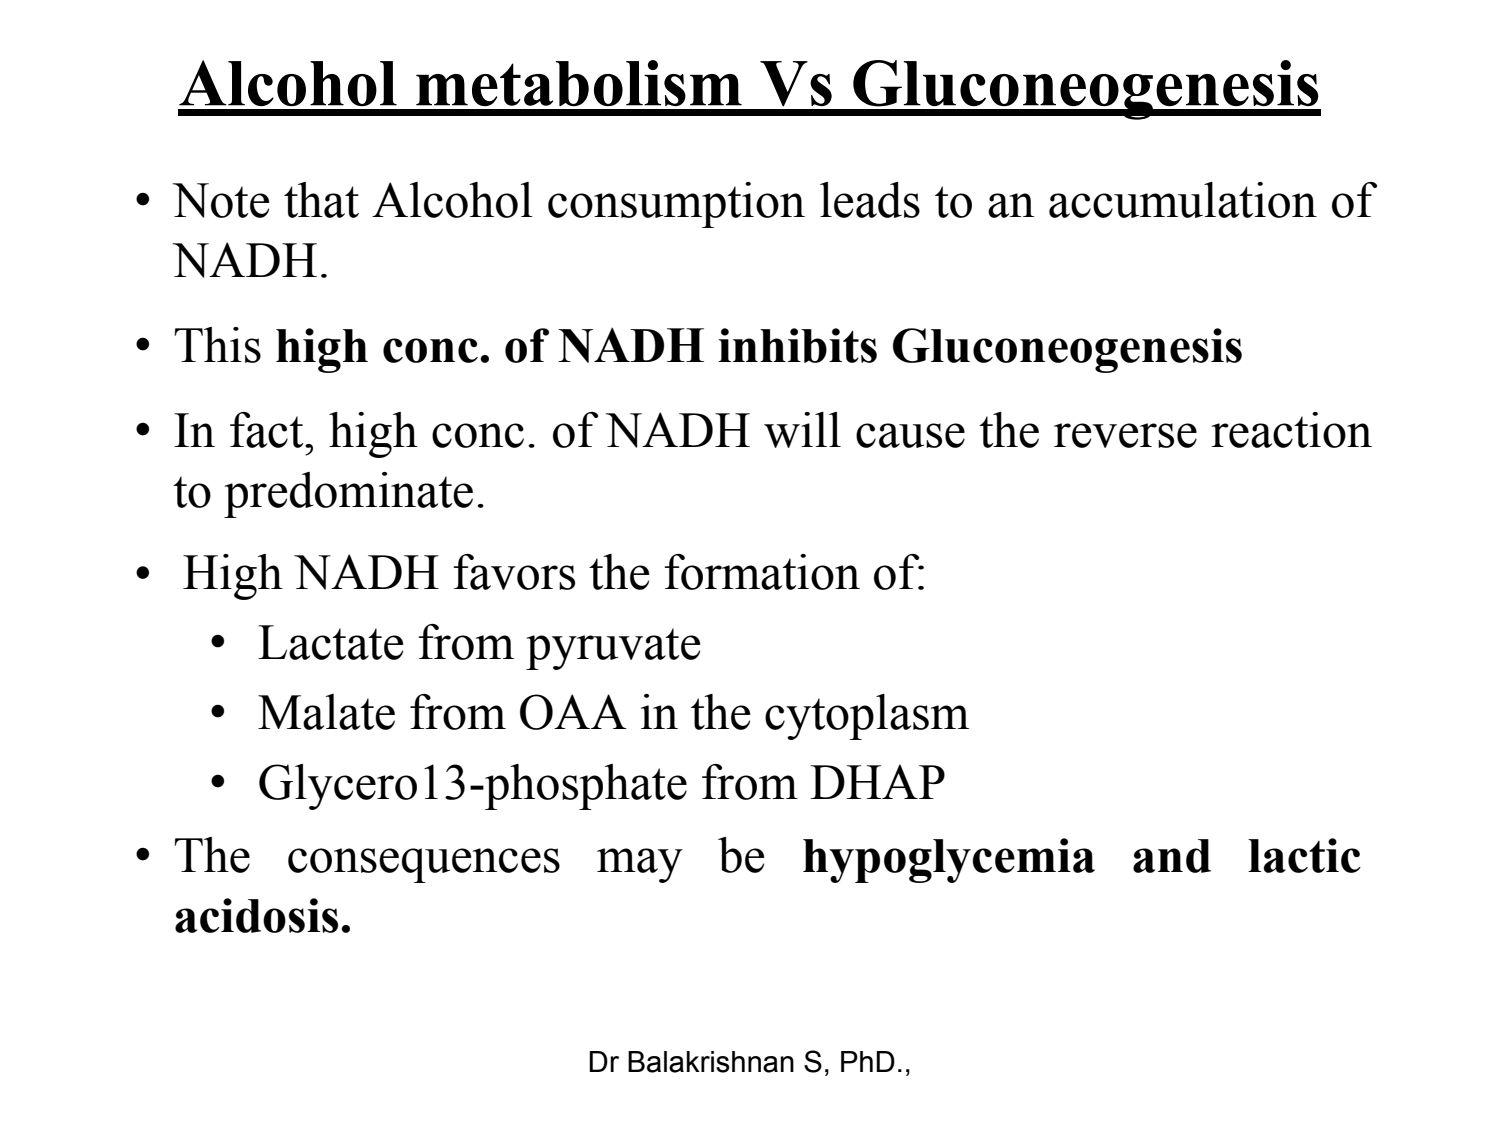 Alcohol metabolism Vs Gluconeogenesis
• Note that Alcohol consumption leads to an accumulation of
NADH.
• This high conc. of NADH inhibits Gluconeogenesis
• In fact, high conc. of NADH will cause the reverse reaction
to predominate.
• High NADH favors the formation of:
• Lactate from pyruvate
• Malate from OAA in the cytoplasm
• Glycero13-phosphate from DHAP
• The consequences may be hypoglycemia and lactic
acidosis.
Dr Balakrishnan S, PhD.,